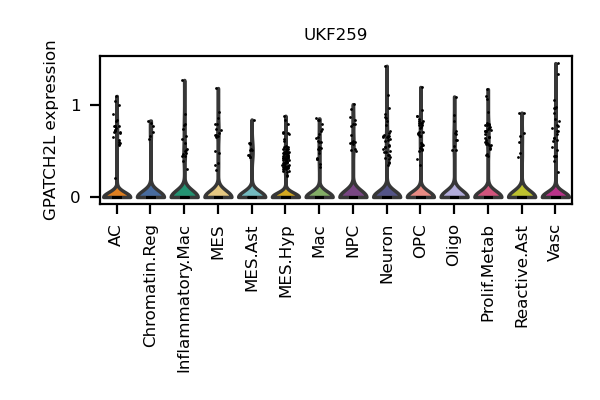 UKF259
GPATCH2L expression
1
0
AC
Chromatin.Reg
Inflammatory.Mac
MES
MES.Ast
MES.Hyp
Mac
NPC
Neuron
OPC
Oligo
Prolif.Metab
Reactive.Ast
Vasc